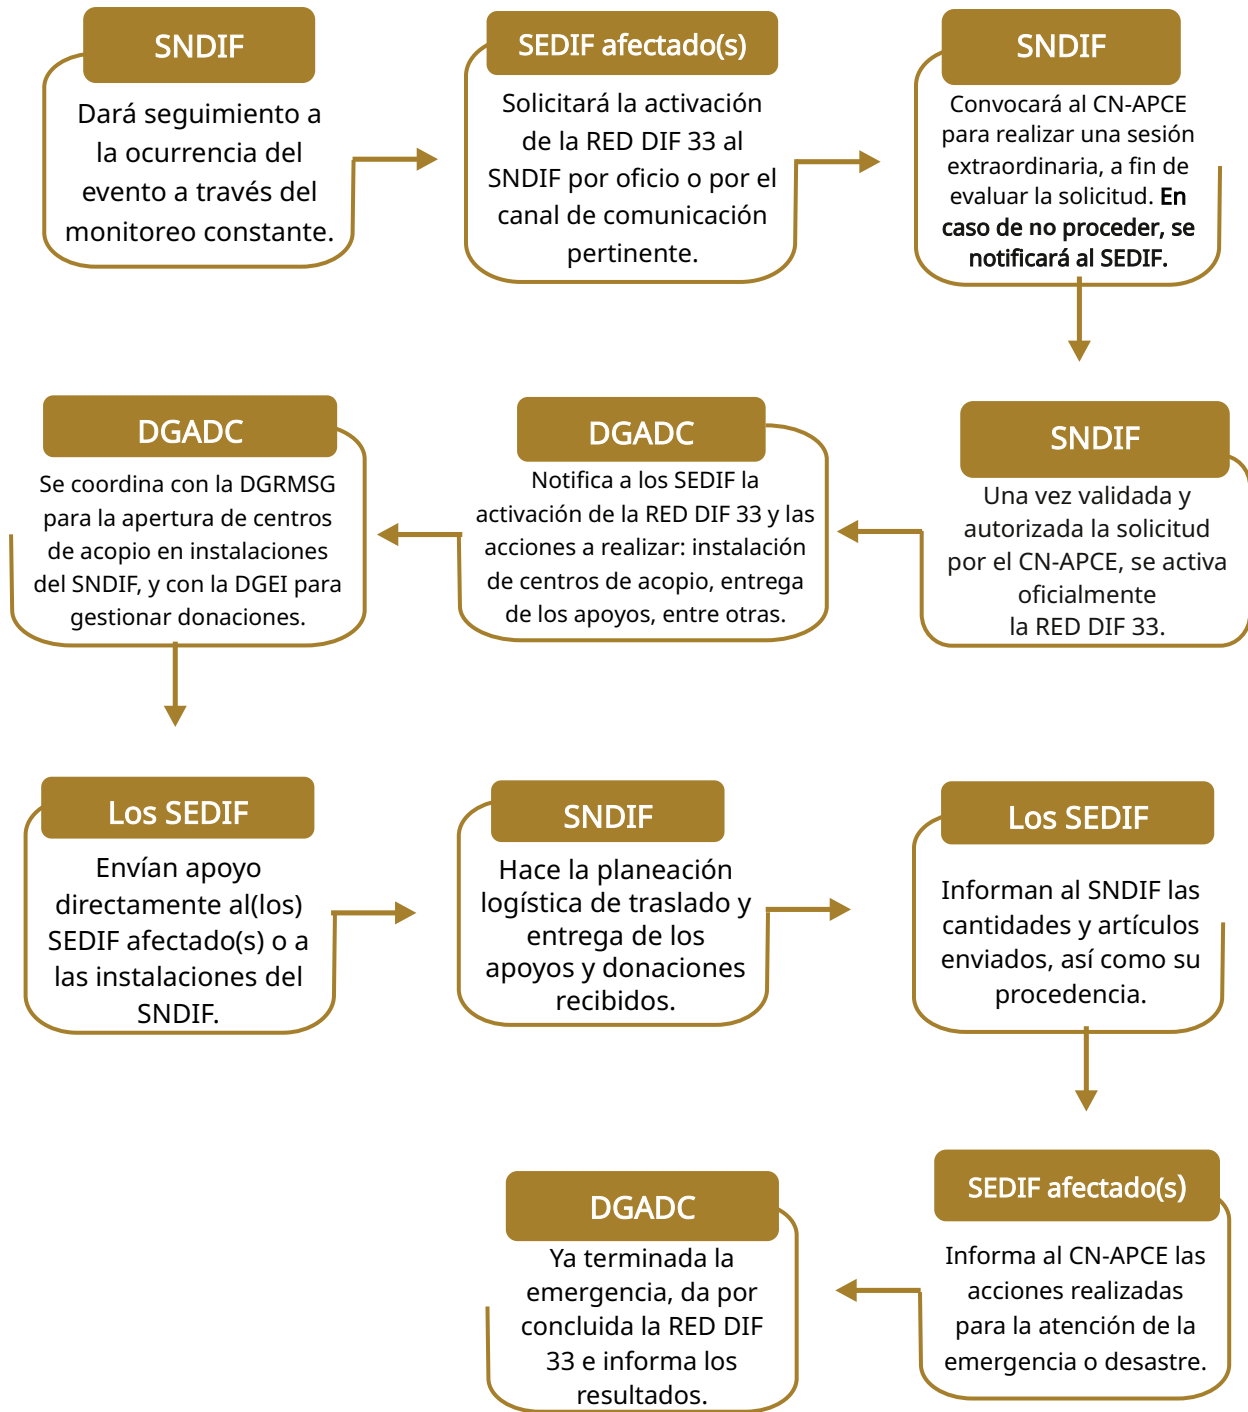 SNDIF
Dará seguimiento a
la ocurrencia del
evento a través del
monitoreo constante.
SEDIF afectado(s)
Solicitará la activación
de la RED DIF 33 al
SNDIF por oficio o por el
canal de comunicación
pertinente.
SNDIF
Convocará al CN-APCE
para realizar una sesión
extraordinaria, a fin de
evaluar la solicitud. En
caso de no proceder, se
notificará al SEDIF.
SNDIF
Una vez validada y
autorizada la solicitud
por el CN-APCE, se activa
oficialmente
la RED DIF 33.
DGADC
Notifica a los SEDIF la
activación de la RED DIF 33 y las
acciones a realizar: instalación
de centros de acopio, entrega
de los apoyos, entre otras.
DGADC
Se coordina con la DGRMSG
para la apertura de centros
de acopio en instalaciones
del SNDIF, y con la DGEI para
gestionar donaciones.
Los SEDIF
Envían apoyo
directamente al(los)
SEDIF afectado(s) o a
las instalaciones del
SNDIF.
SNDIF
Hace la planeación
logística de traslado y
entrega de los
apoyos y donaciones
recibidos.
Los SEDIF
Informan al SNDIF las
cantidades y artículos
enviados, así como su
procedencia.
SEDIF afectado(s)
Informa al CN-APCE las
acciones realizadas
para la atención de la
emergencia o desastre.
DGADC
Ya terminada la
emergencia, da por
concluida la RED DIF
33 e informa los
resultados.